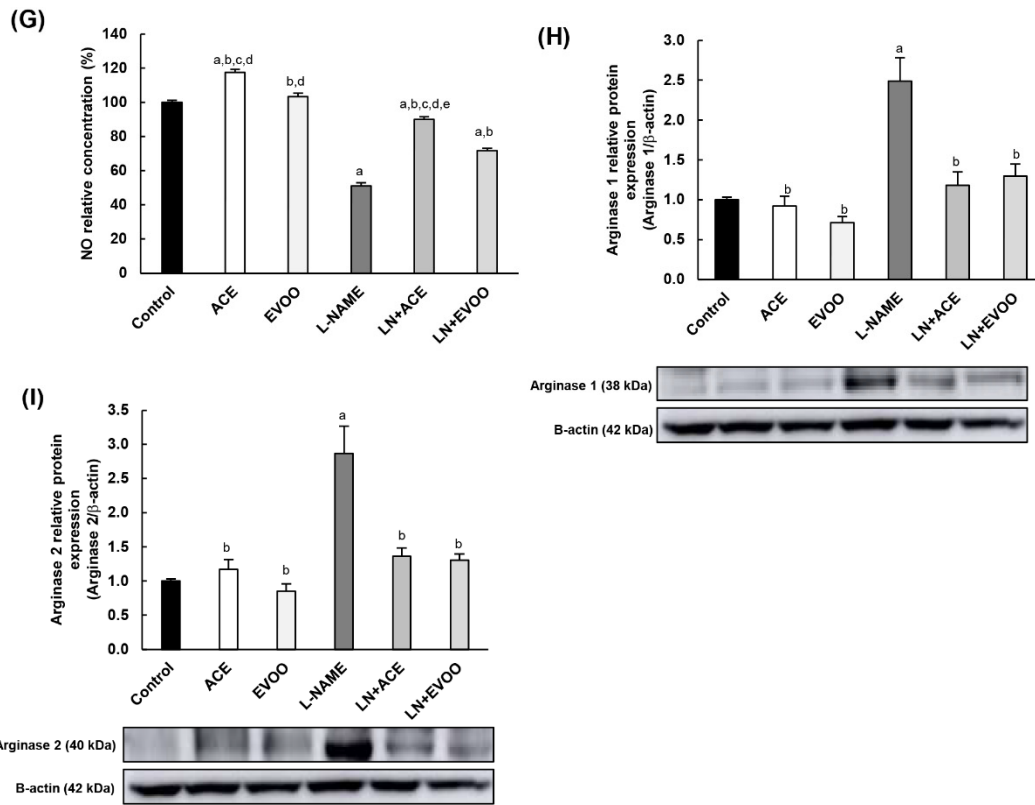 (G)
NO relative concentration (%)
140
120
100
80
60
40
20
0
a,b,c,d
b,d
a
a,b,c,d,e
a,b
Control
ACE
EVOO
L-NAME
LN+ACE
LN+EVOO
(H)
Arginase 1 relative protein
expression
(Arginase 1/β-actin)
3.0
2.5
2.0
1.5
1.0
0.5
0.0
b
b
a
b
b
Control
ACE
EVOO
L-NAME
LN+ACE
LN+EVOO
Arginase 1 (38 kDa)
B-actin (42 kDa)
(I)
Arginase 2 relative protein
expression
(Arginase 2/β-actin)
3.5
3.0
2.5
2.0
1.5
1.0
0.5
0.0
b
b
a
b
b
Control
ACE
EVOO
L-NAME
LN+ACE
LN+EVOO
Arginase 2 (40 kDa)
B-actin (42 kDa)